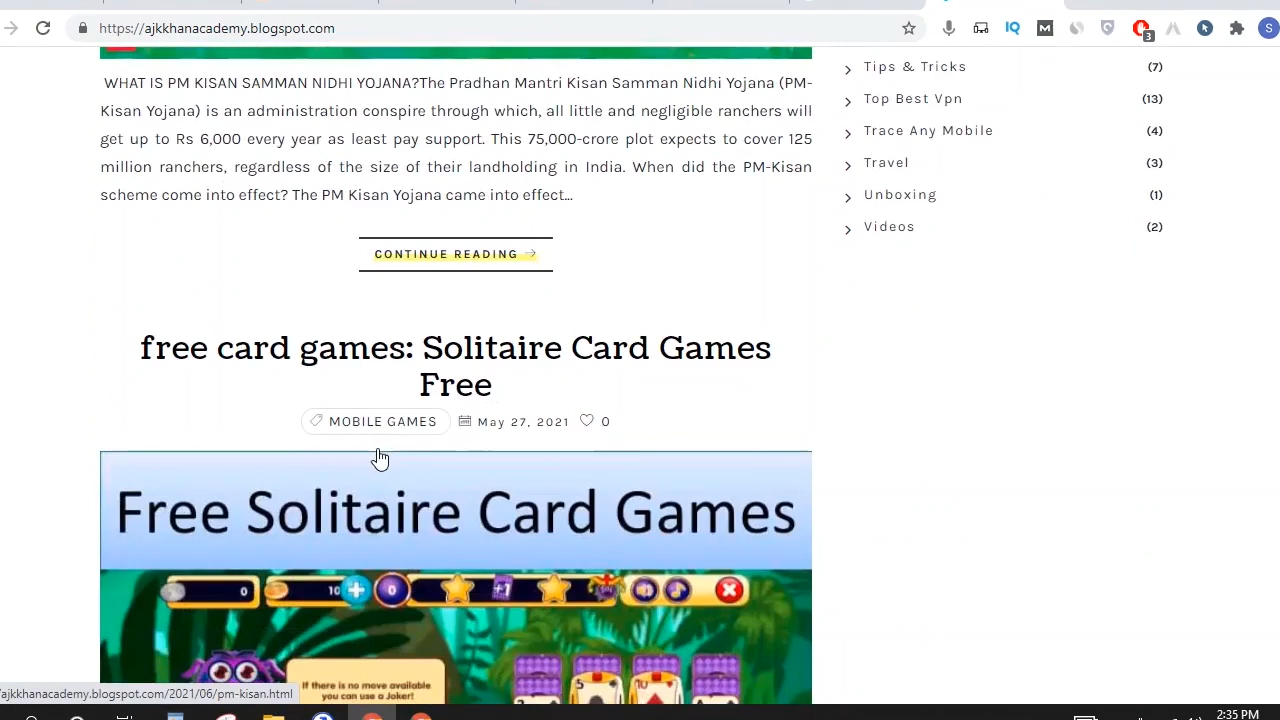 https://ajkkhanacademy.blogspot.com
IQ
M
3
S
WHAT IS PM KISAN SAMMAN NIDHI YOJANA?The Pradhan Mantri Kisan Samman Nidhi Yojana (PM-
Kisan Yojana) is an administration conspire through which, all little and negligible ranchers will
get up to Rs 6,000 every year as least pay support. This 75,000-crore plot expects to cover 125
million ranchers, regardless of the size of their landholding in India. When did the PM-Kisan
scheme come into effect? The PM Kisan Yojana came into effect...
CONTINUE READING
free card games: Solitaire Card Games
Free
MOBILE GAMES May 27, 2021 0
Free Solitaire Card Games
0 10 0 +1
If there is no move available
you can use a Joker!
5 10
Tips & Tricks (7)
Top Best Vpn (13)
Trace Any Mobile (4)
Travel (3)
Unboxing (1)
Videos (2)
/ajkkhanacademy.blogspot.com/2021/06/pm-kisan.html
2:35 PM